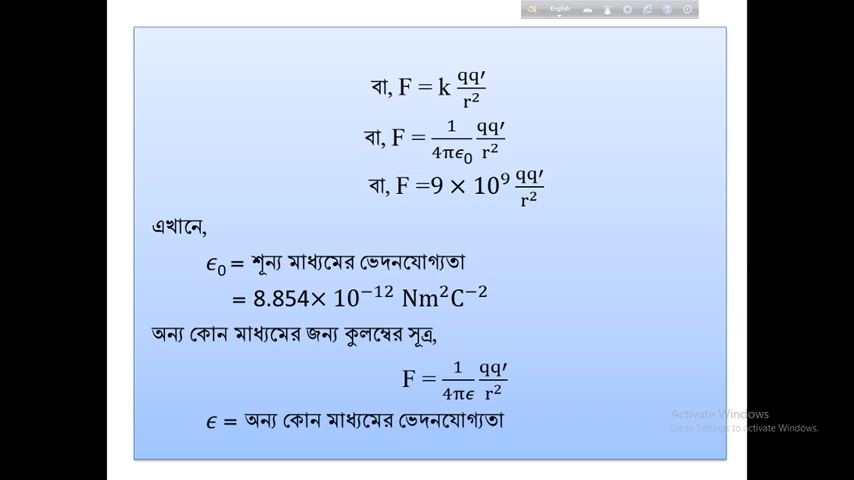 English
বা, F = k qq′/r²
বা, F = 1/4πϵ₀ qq′/r²
বা, F =9 × 10⁹ qq′/r²
এখানে,
ϵ₀ = শূন্য মাধ্যমের ভেদনযোগ্যতা
= 8.854× 10⁻¹² Nm²C⁻²
অন্য কোন মাধ্যমের জন্য কুলম্বের সূত্র,
F = 1/4πϵ qq′/r²
ϵ = অন্য কোন মাধ্যমের ভেদনযোগ্যতা
Activate Windows
Go to Settings to activate Windows.